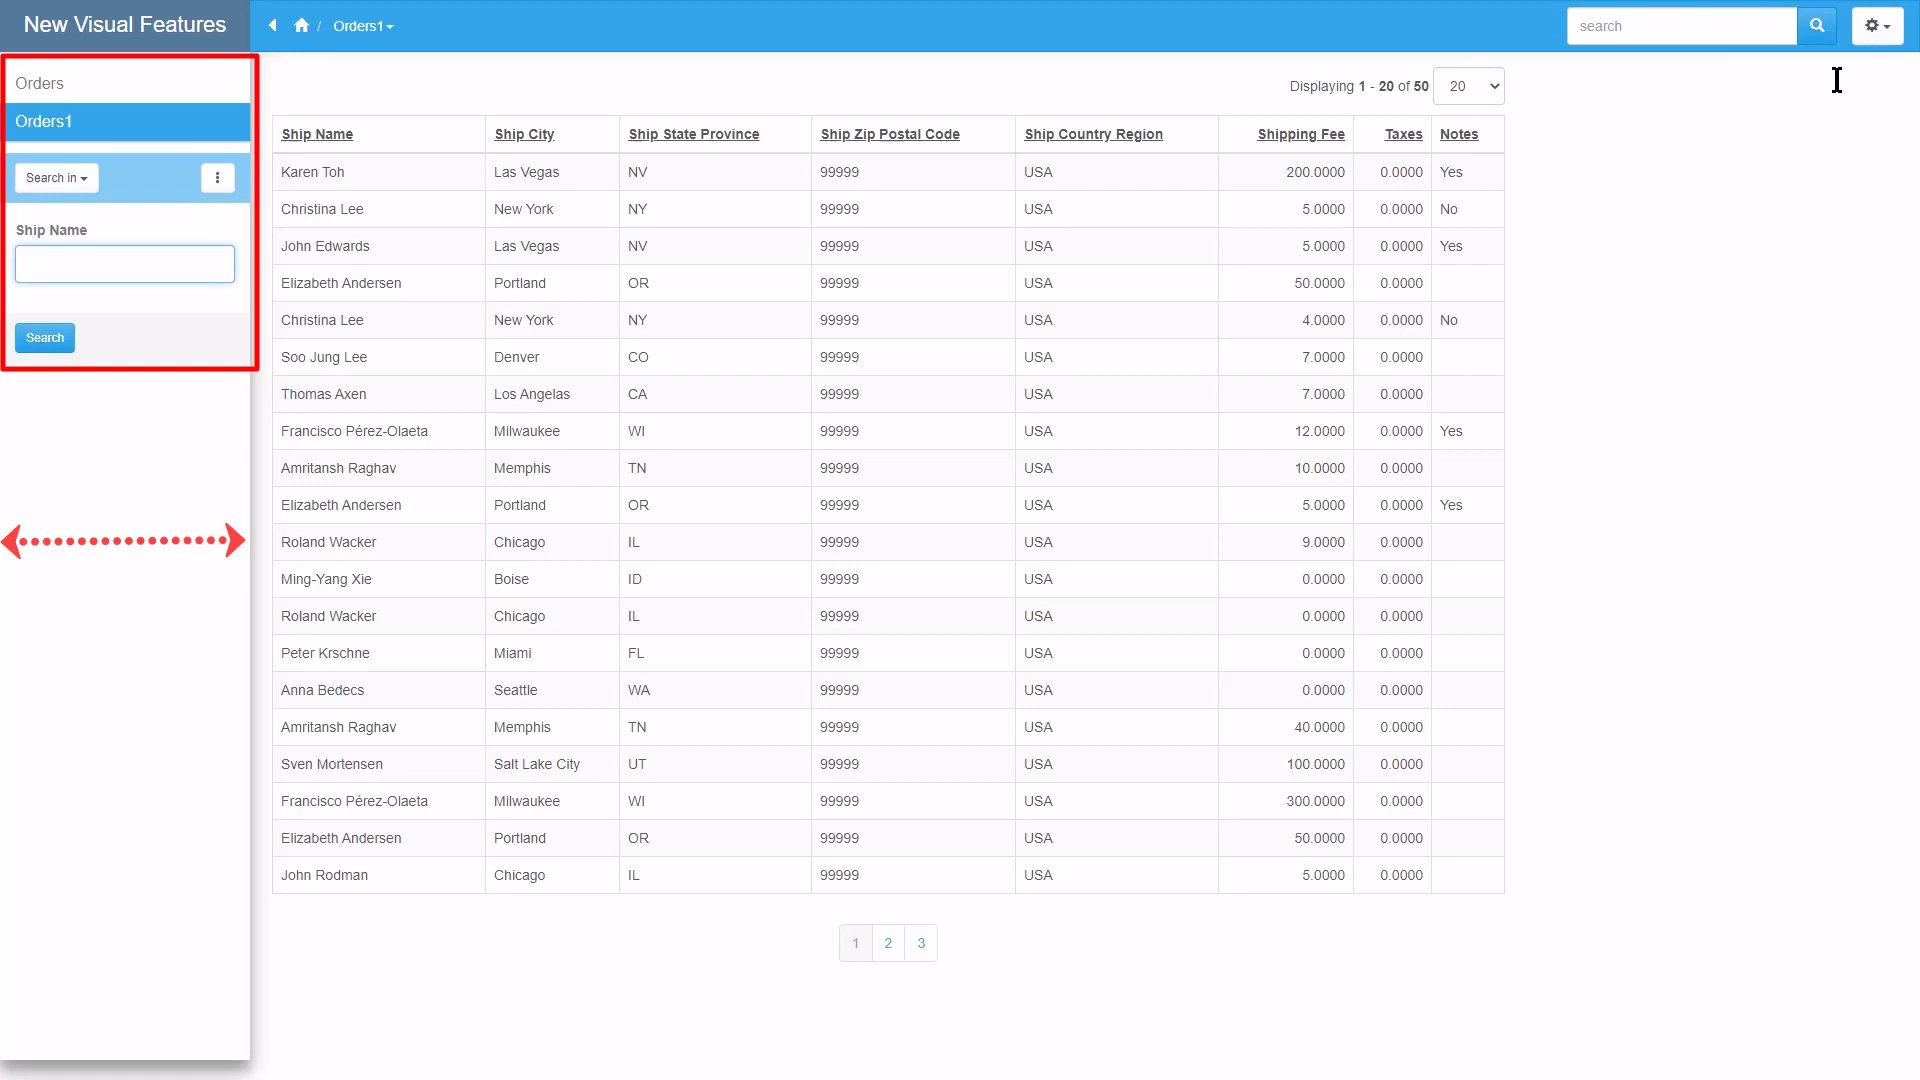 New Visual Features
/ Orders1
search
Orders
Orders1
Search in
Ship Name
Search
Displaying 1 - 20 of 50 20
Ship Name Ship City Ship State Province Ship Zip Postal Code Ship Country Region Shipping Fee Taxes Notes
Karen Toh Las Vegas NV 99999 USA 200.0000 0.0000 Yes
Christina Lee New York NY 99999 USA 5.0000 0.0000 No
John Edwards Las Vegas NV 99999 USA 5.0000 0.0000 Yes
Elizabeth Andersen Portland OR 99999 USA 50.0000 0.0000
Christina Lee New York NY 99999 USA 4.0000 0.0000 No
Soo Jung Lee Denver CO 99999 USA 7.0000 0.0000
Thomas Axen Los Angelas CA 99999 USA 7.0000 0.0000
Francisco Pérez-Olaeta Milwaukee WI 99999 USA 12.0000 0.0000 Yes
Amritansh Raghav Memphis TN 99999 USA 10.0000 0.0000
Elizabeth Andersen Portland OR 99999 USA 5.0000 0.0000 Yes
Roland Wacker Chicago IL 99999 USA 9.0000 0.0000
Ming-Yang Xie Boise ID 99999 USA 0.0000 0.0000
Roland Wacker Chicago IL 99999 USA 0.0000 0.0000
Peter Krschne Miami FL 99999 USA 0.0000 0.0000
Anna Bedecs Seattle WA 99999 USA 0.0000 0.0000
Amritansh Raghav Memphis TN 99999 USA 40.0000 0.0000
Sven Mortensen Salt Lake City UT 99999 USA 100.0000 0.0000
Francisco Pérez-Olaeta Milwaukee WI 99999 USA 300.0000 0.0000
Elizabeth Andersen Portland OR 99999 USA 50.0000 0.0000
John Rodman Chicago IL 99999 USA 5.0000 0.0000
1 2 3